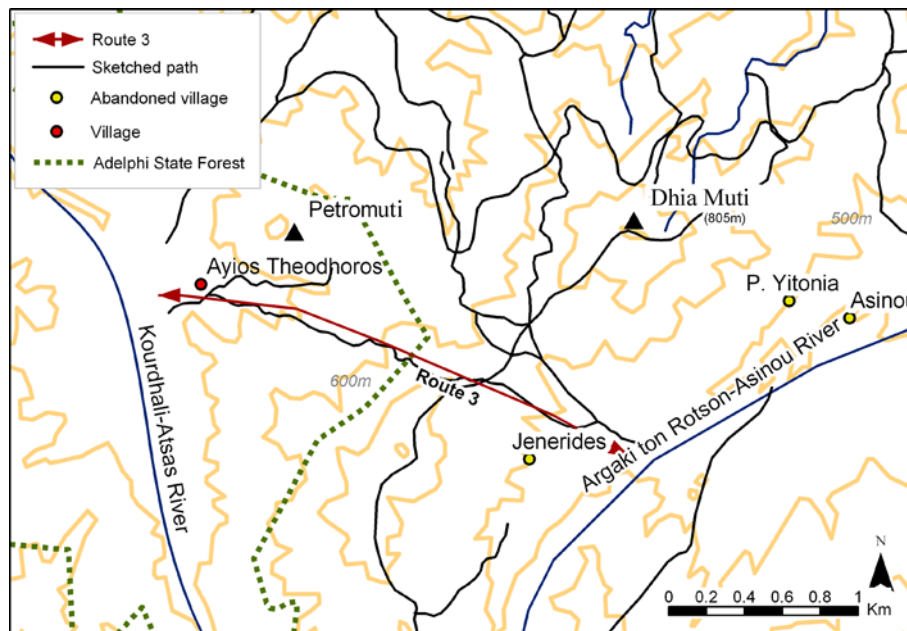 Route 3
Sketched path
Abandoned village
Village
Adelphi State Forest
Petromuti
Dhia Muti
(805m)
500m
Ayios Theodhoros
P. Yitonia
Asinou
Kourdhali-Atsas River
600m
Route 3
Jenerides
Argaki ton Rotson-Asinou River
N
0 0.2 0.4 0.6 0.8 1
Km